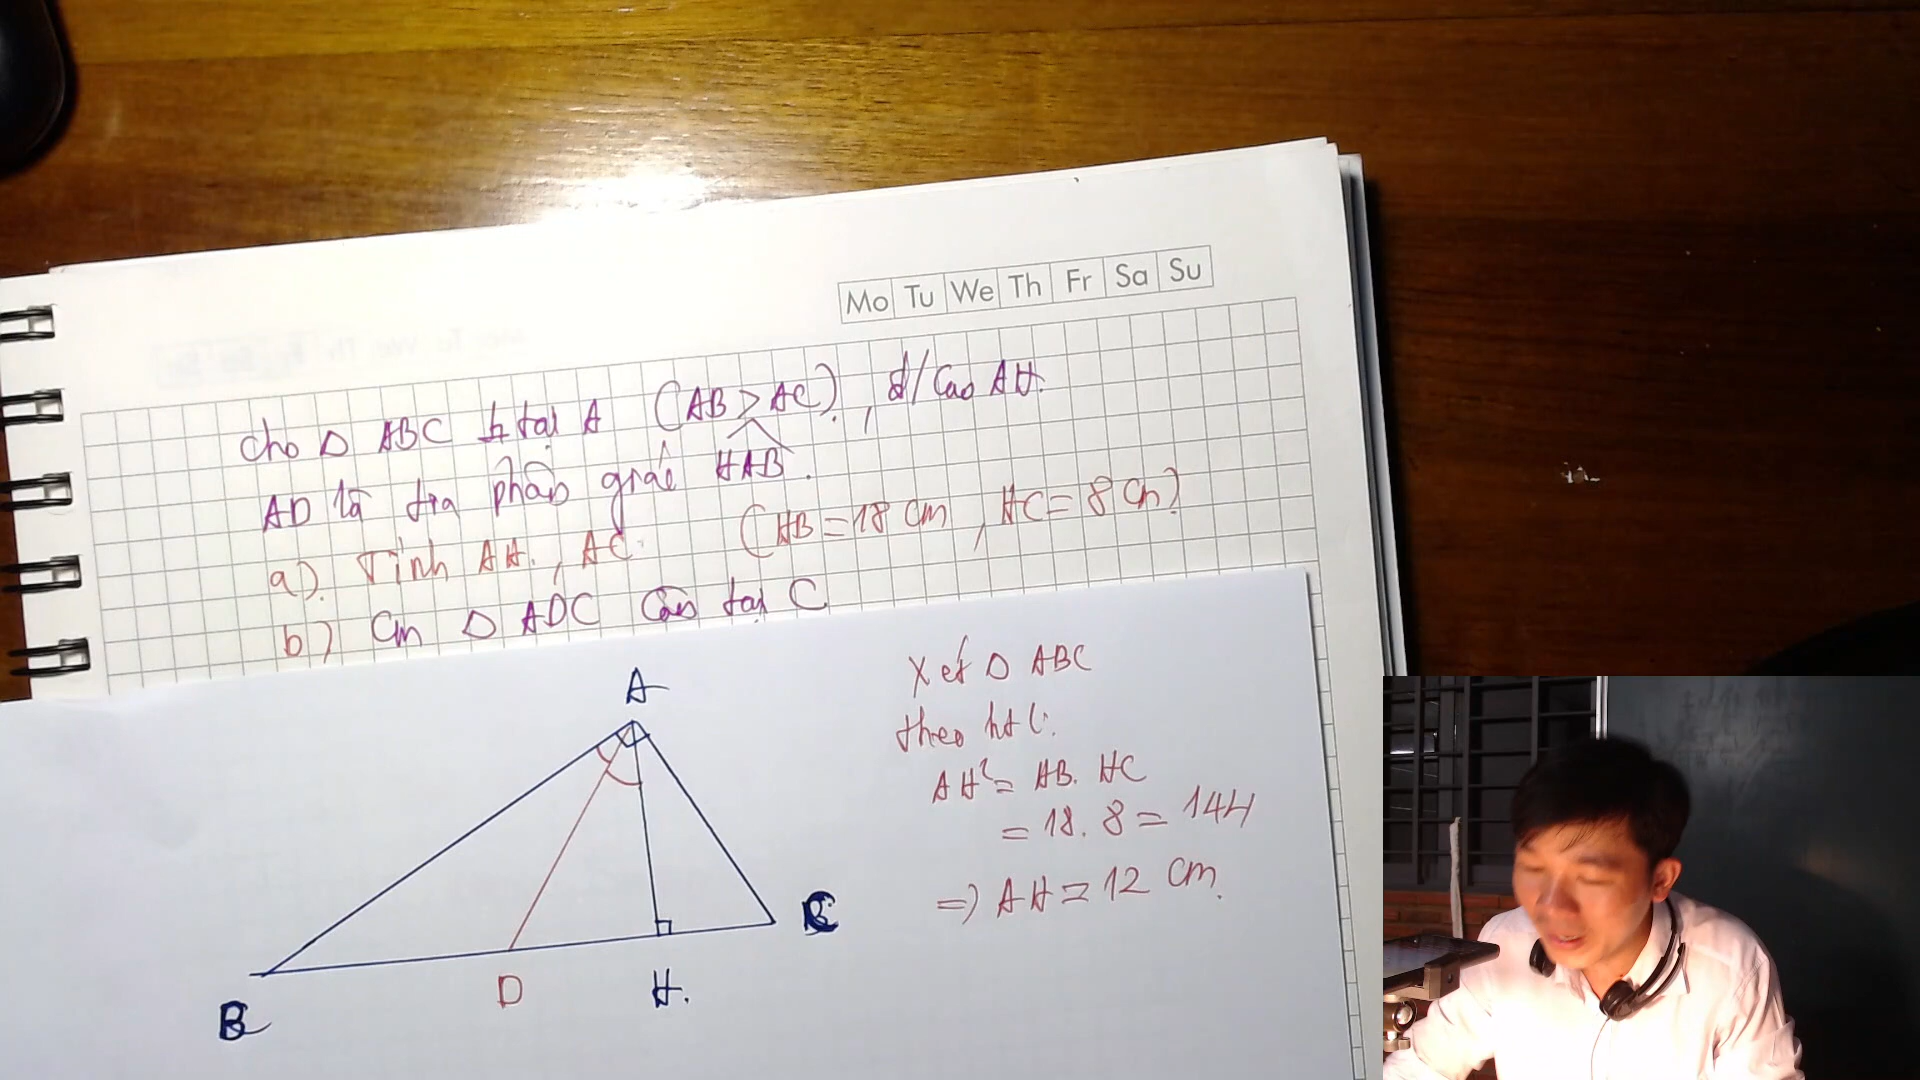 Mo Tu We Th Fr Sa Su
Cho Δ ABC ⊥ tại A (AB > AC), đ/cao AH.
AD là tia phân giác HAB.
a). Tính AH, AC. (HB = 18 cm, HC = 8 cm)
b) Cm Δ ADC cân tại C
Xét Δ ABC
theo htl:
AH² = HB. HC
= 18. 8 = 144
=> AH = 12 cm.
A
C
B
D
H.